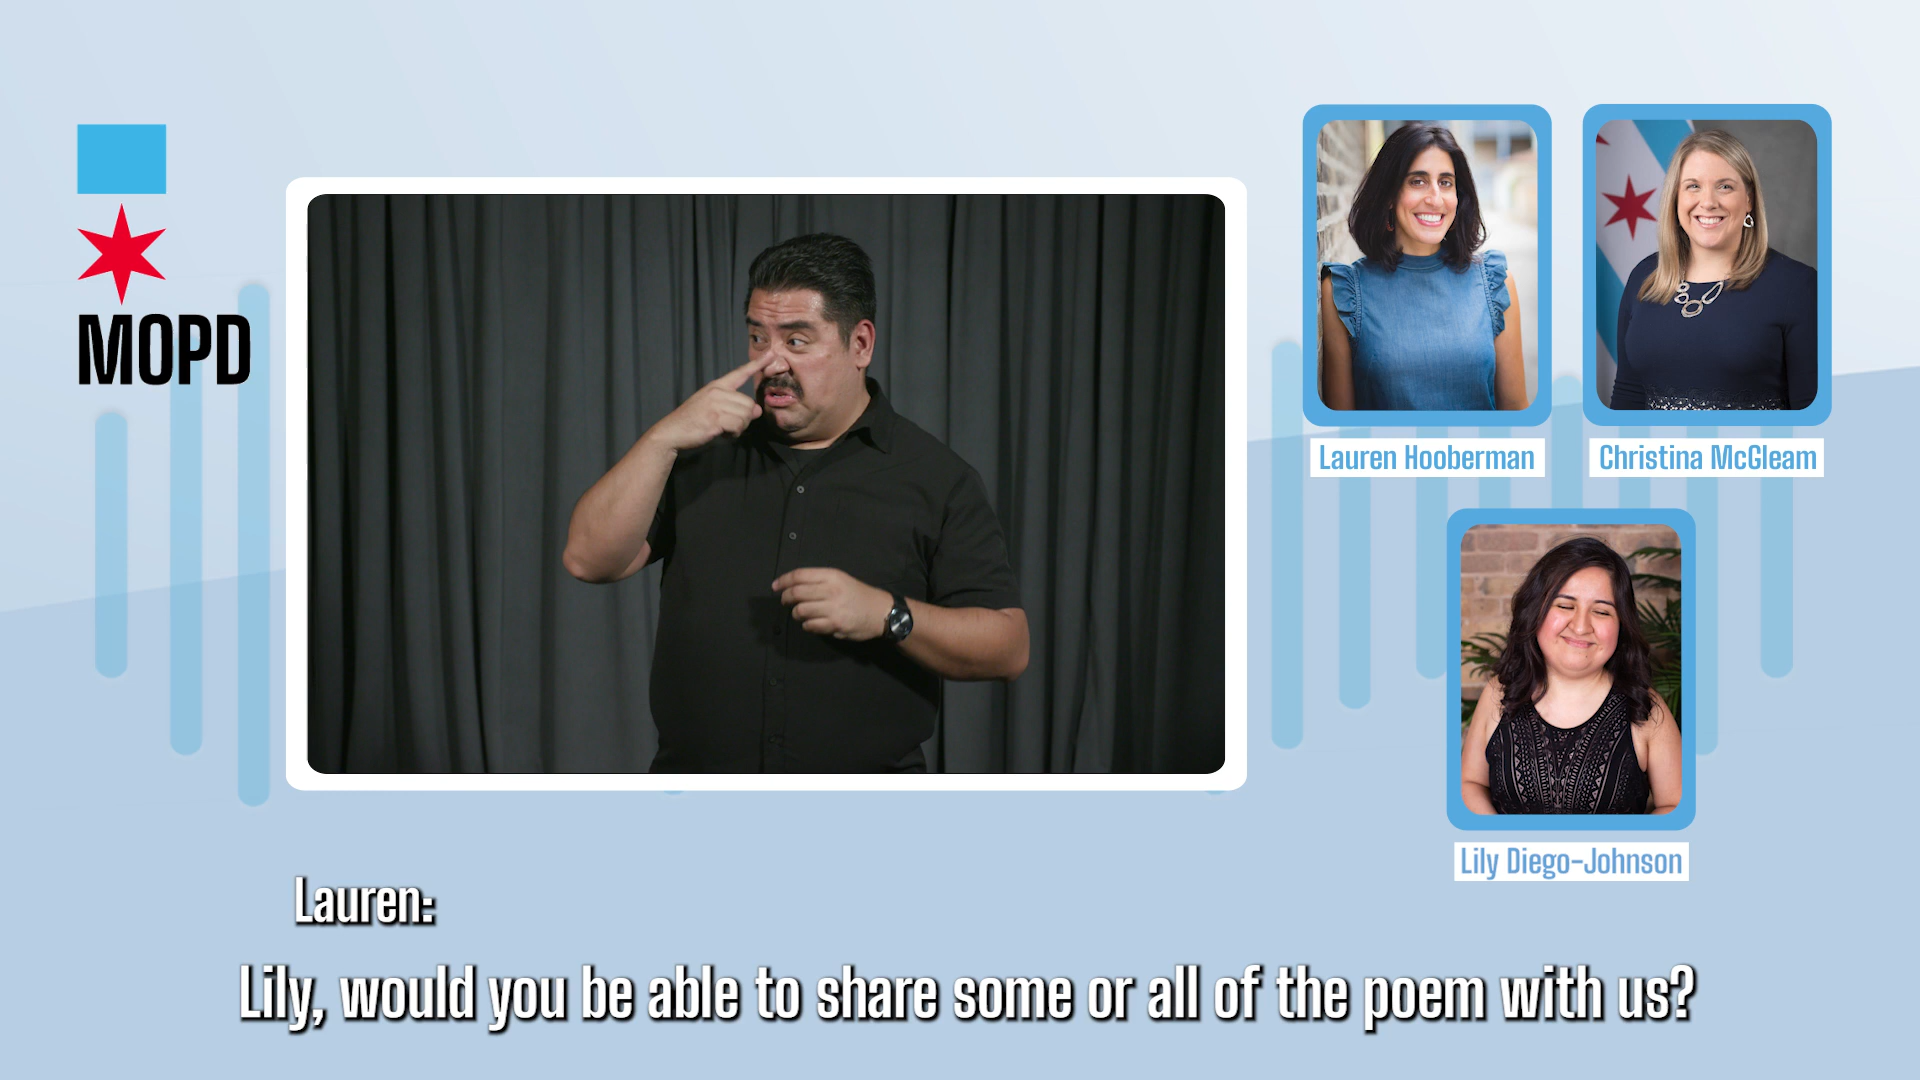 MOPD
Lauren Hooberman
Christina McGleam
Lily Diego-Johnson
Lauren:
Lily, would you be able to share some or all of the poem with us?